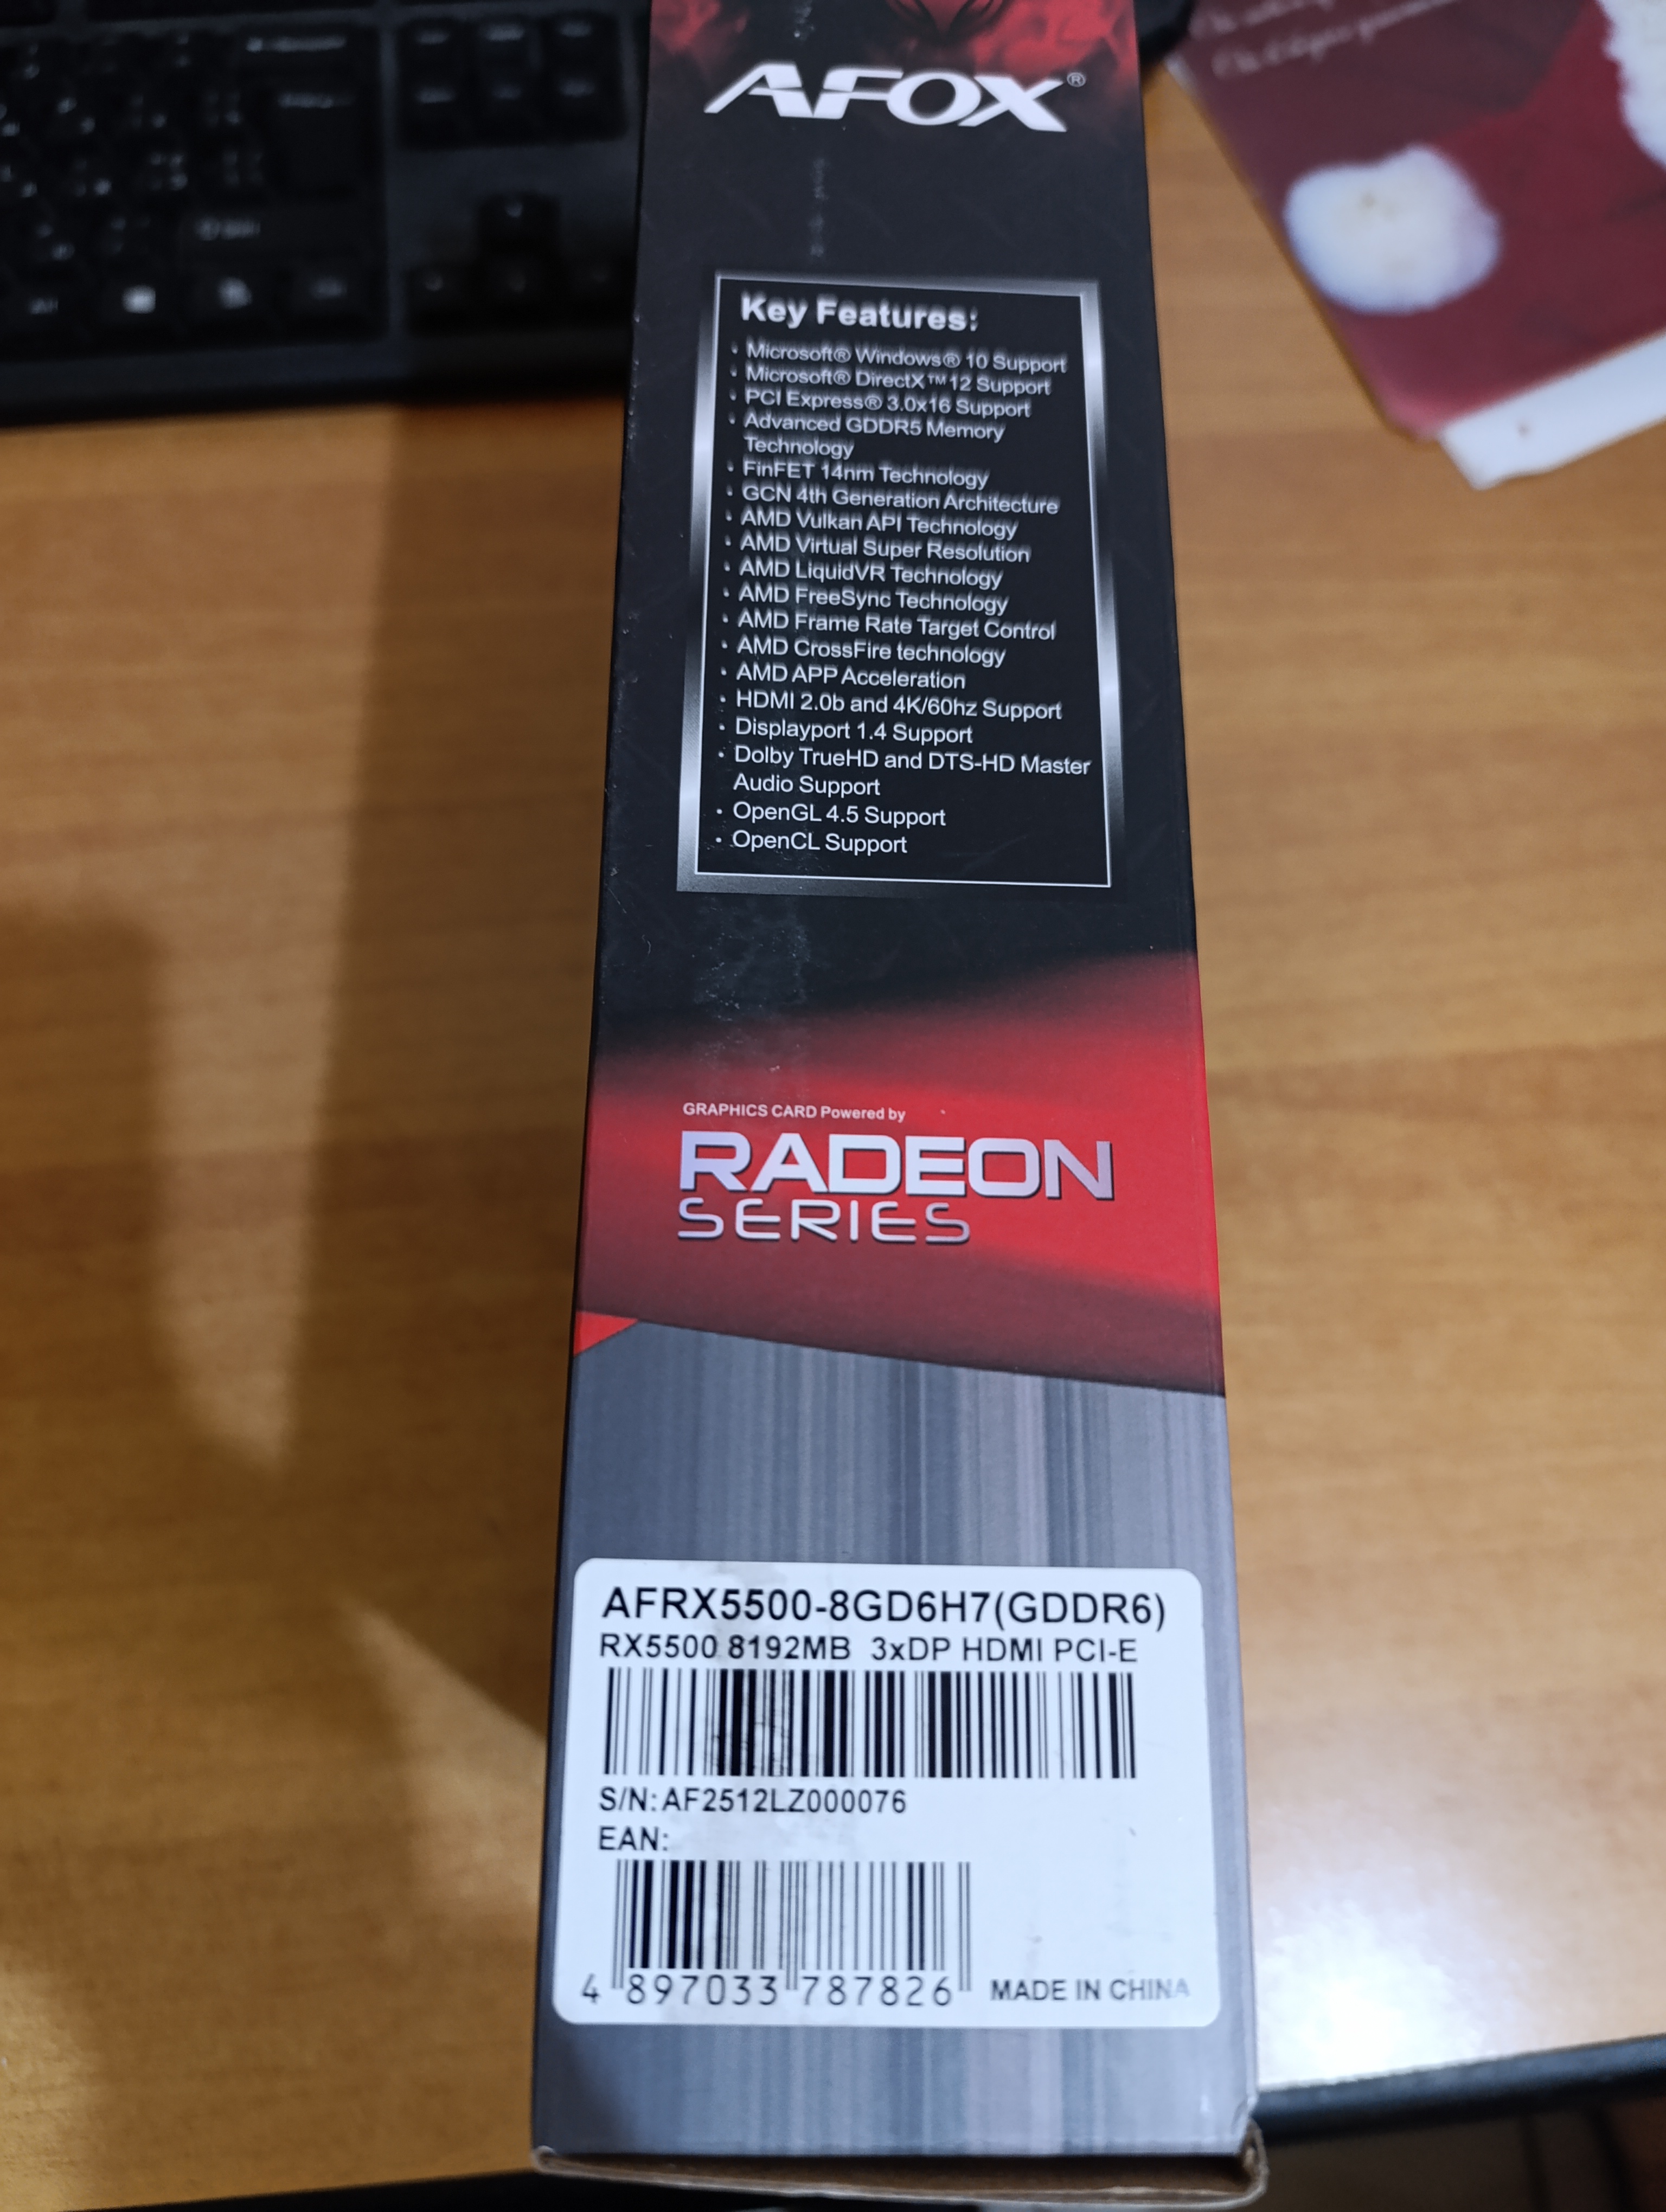 AFOX®
Key Features:
• Microsoft® Windows® 10 Support
• Microsoft® DirectX™12 Support
• PCI Express® 3.0x16 Support
• Advanced GDDR5 Memory
Technology
• FinFET 14nm Technology
• GCN 4th Generation Architecture
• AMD Vulkan API Technology
• AMD Virtual Super Resolution
• AMD LiquidVR Technology
• AMD FreeSync Technology
• AMD Frame Rate Target Control
• AMD CrossFire technology
• AMD APP Acceleration
• HDMI 2.0b and 4K/60hz Support
• Displayport 1.4 Support
• Dolby TrueHD and DTS-HD Master
Audio Support
• OpenGL 4.5 Support
• OpenCL Support
GRAPHICS CARD Powered by
RADEON
SERIES
AFRX5500-8GD6H7(GDDR6)
RX5500 8192MB 3xDP HDMI PCI-E
S/N: AF2512LZ000076
EAN:
4 897033 787826 MADE IN CHINA